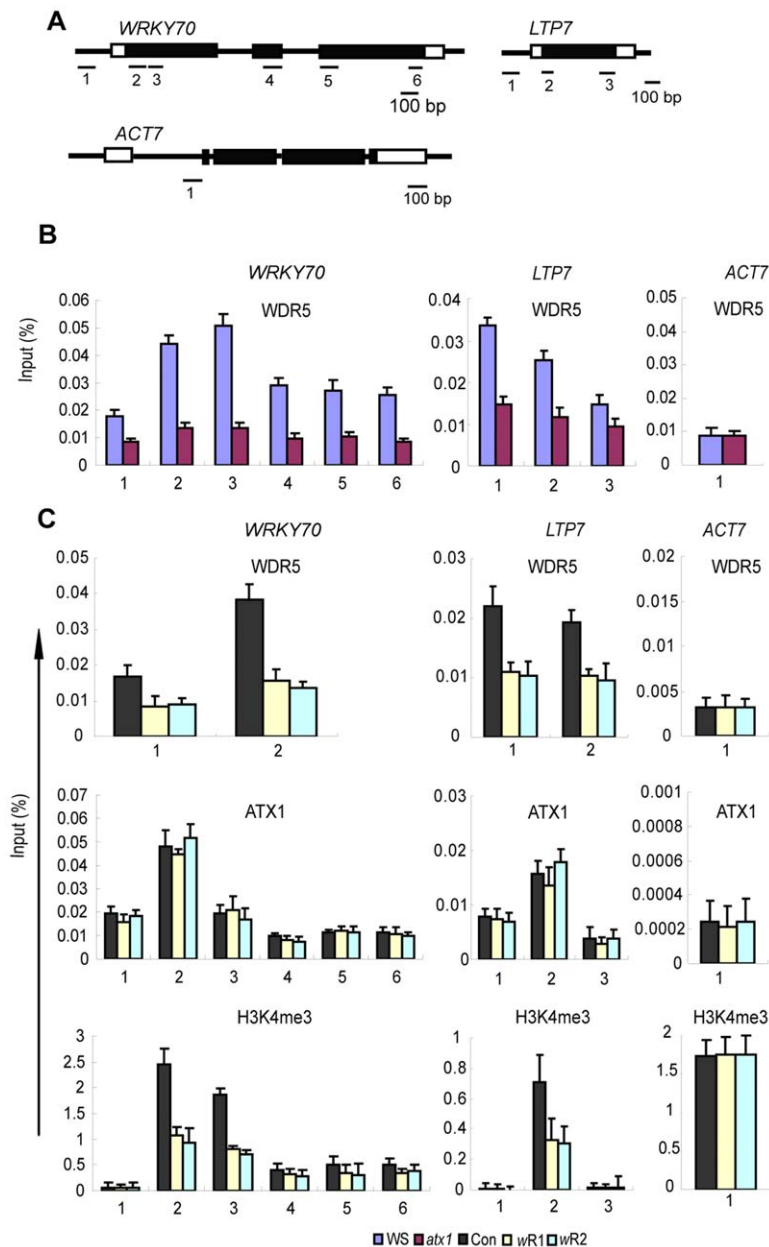 A
WRKY70
LTP7
1 2 3 4 5 6
100 bp
1 2 3
100 bp
ACT7
1
100 bp
B
WRKY70
LTP7
ACT7
WDR5
WDR5
WDR5
Input (%)
0.06
0.05
0.04
0.03
0.02
0.01
0
1 2 3 4 5 6
0.04
0.03
0.02
0.01
0
1 2 3
0.05
0.04
0.03
0.02
0.01
0
1
C
WRKY70
LTP7
ACT7
WDR5
WDR5
WDR5
Input (%)
0.05
0.04
0.03
0.02
0.01
0
1 2
0.03
0.02
0.01
0
1 2
0.02
0.015
0.01
0.005
0
1
ATX1
ATX1
ATX1
0.07
0.06
0.05
0.04
0.03
0.02
0.01
0
1 2 3 4 5 6
0.03
0.02
0.01
0
1 2 3
0.001
0.0008
0.0006
0.0004
0.0002
0
1
H3K4me3
H3K4me3
H3K4me3
3
2.5
2
1.5
1
0.5
0
1 2 3 4 5 6
1
0.8
0.6
0.4
0.2
0
1 2 3
2
1.5
1
0.5
0
1
WS atx1 Con wR1 wR2